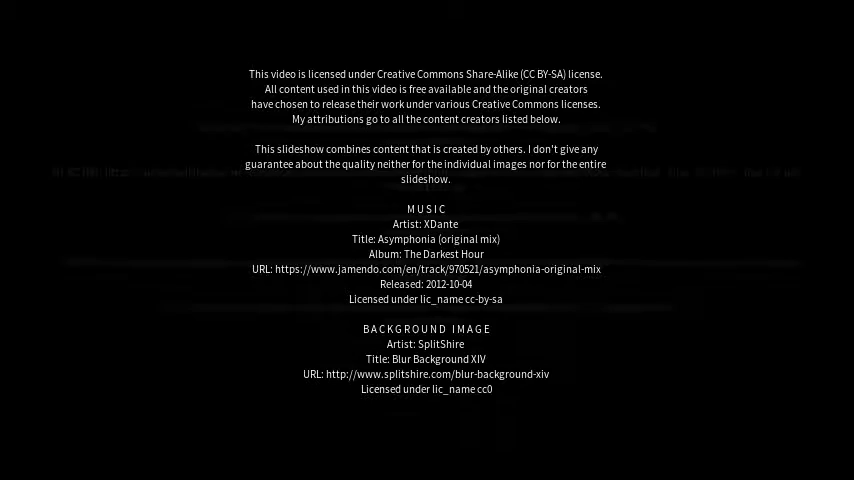 This video is licensed under Creative Commons Share-Alike (CC BY-SA) license.
All content used in this video is free available and the original creators
have chosen to release their work under various Creative Commons licenses.
My attributions go to all the content creators listed below.
This slideshow combines content that is created by others. I don't give any
guarantee about the quality neither for the individual images nor for the entire
slideshow.
MUSIC
Artist: XDante
Title: Asymphonia (original mix)
Album: The Darkest Hour
URL: https://www.jamendo.com/en/track/970521/asymphonia-original-mix
Released: 2012-10-04
Licensed under lic_name cc-by-sa
BACKGROUND IMAGE
Artist: SplitShire
Title: Blur Background XIV
URL: http://www.splitshire.com/blur-background-xiv
Licensed under lic_name cc0